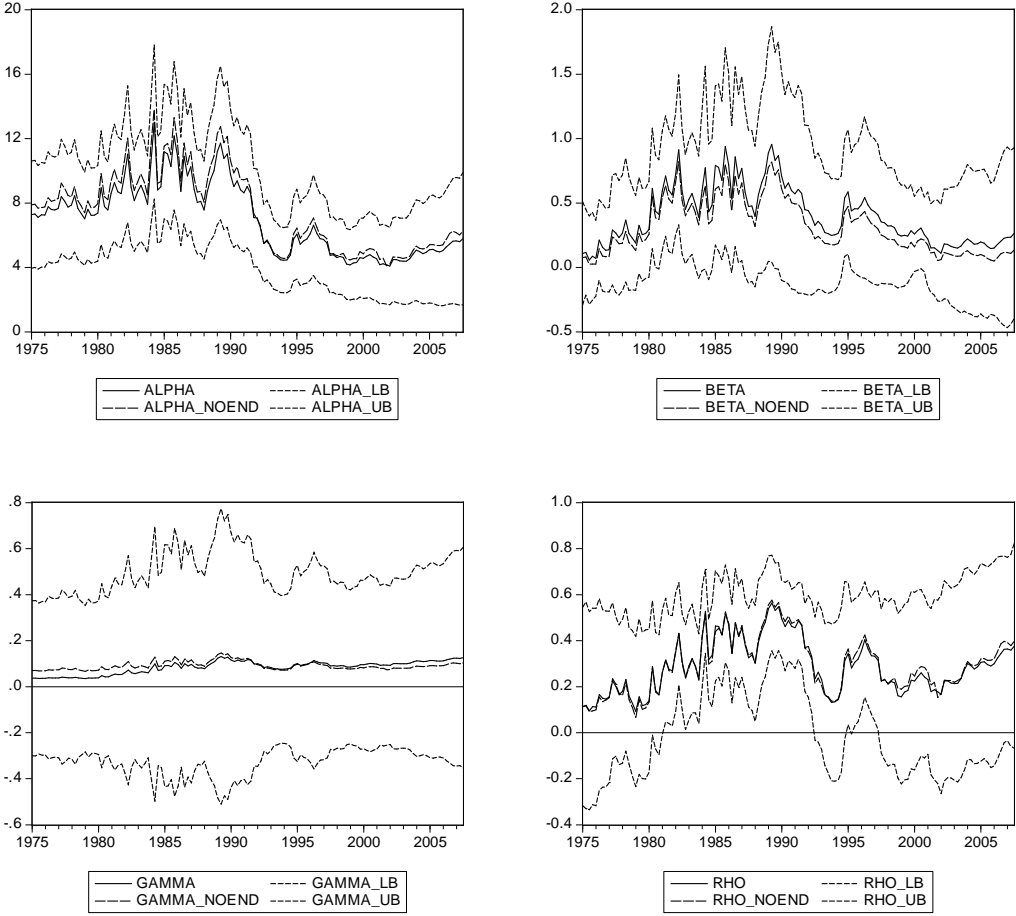 20
16
12
8
4
0
1975 1980 1985 1990 1995 2000 2005
ALPHA ALPHA_LB
ALPHA_NOEND ALPHA_UB
2.0
1.5
1.0
0.5
0.0
-0.5
1975 1980 1985 1990 1995 2000 2005
BETA BETA_LB
BETA_NOEND BETA_UB
.8
.6
.4
.2
.0
-.2
-.4
-.6
1975 1980 1985 1990 1995 2000 2005
GAMMA GAMMA_LB
GAMMA_NOEND GAMMA_UB
1.0
0.8
0.6
0.4
0.2
0.0
-0.2
-0.4
1975 1980 1985 1990 1995 2000 2005
RHO RHO_LB
RHO_NOEND RHO_UB